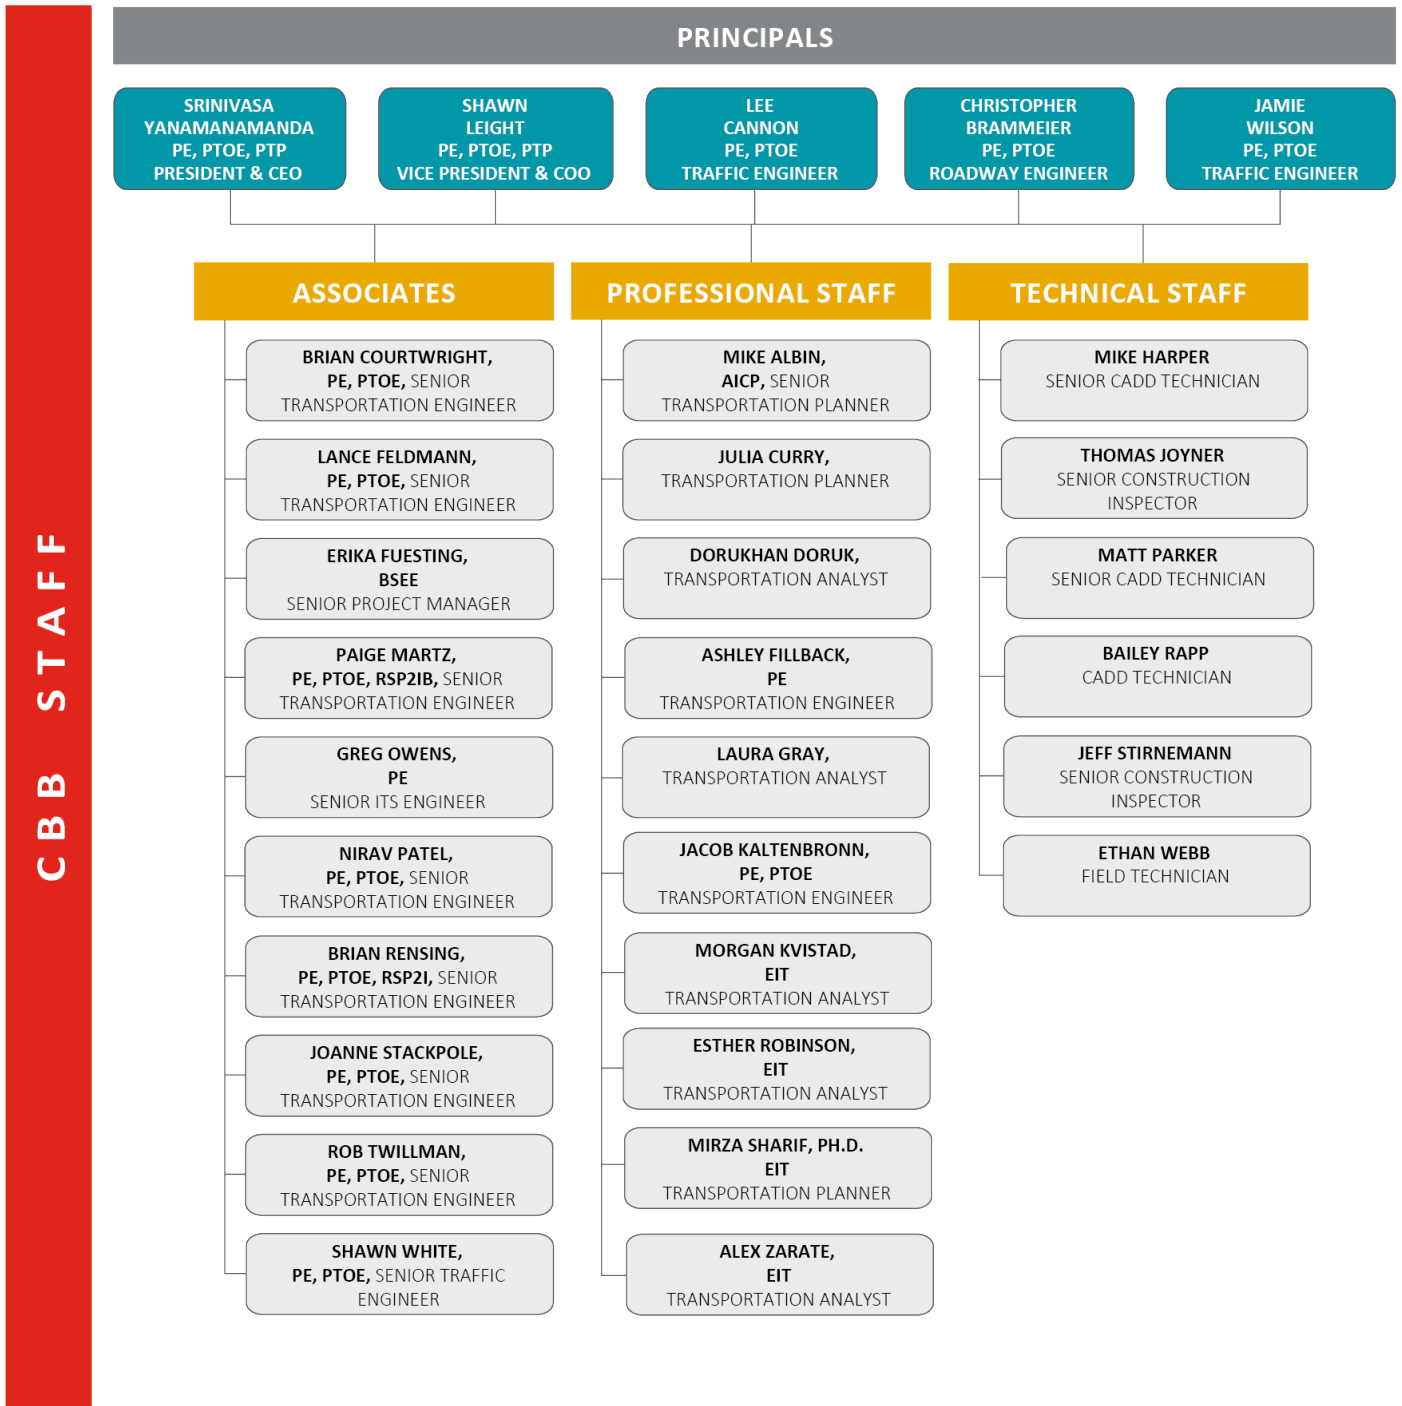 CBB STAFF
PRINCIPALS
SRINIVASA
YANAMANAMANDA
PE, PTOE, PTP
PRESIDENT & CEO
SHAWN
LEIGHT
PE, PTOE, PTP
VICE PRESIDENT & COO
LEE
CANNON
PE, PTOE
TRAFFIC ENGINEER
CHRISTOPHER
BRAMMEIER
PE, PTOE
ROADWAY ENGINEER
JAMIE
WILSON
PE, PTOE
TRAFFIC ENGINEER
ASSOCIATES
BRIAN COURTWRIGHT,
PE, PTOE, SENIOR
TRANSPORTATION ENGINEER
LANCE FELDMANN,
PE, PTOE, SENIOR
TRANSPORTATION ENGINEER
ERIKA FUESTING,
BSEE
SENIOR PROJECT MANAGER
PAIGE MARTZ,
PE, PTOE, RSP2IB, SENIOR
TRANSPORTATION ENGINEER
GREG OWENS,
PE
SENIOR ITS ENGINEER
NIRAV PATEL,
PE, PTOE, SENIOR
TRANSPORTATION ENGINEER
BRIAN RENSING,
PE, PTOE, RSP2I, SENIOR
TRANSPORTATION ENGINEER
JOANNE STACKPOLE,
PE, PTOE, SENIOR
TRANSPORTATION ENGINEER
ROB TWILLMAN,
PE, PTOE, SENIOR
TRANSPORTATION ENGINEER
SHAWN WHITE,
PE, PTOE, SENIOR TRAFFIC
ENGINEER
PROFESSIONAL STAFF
MIKE ALBIN,
AICP, SENIOR
TRANSPORTATION PLANNER
JULIA CURRY,
TRANSPORTATION PLANNER
DORUKHAN DORUK,
TRANSPORTATION ANALYST
ASHLEY FILLBACK,
PE
TRANSPORTATION ENGINEER
LAURA GRAY,
TRANSPORTATION ANALYST
JACOB KALTENBRONN,
PE, PTOE
TRANSPORTATION ENGINEER
MORGAN KVISTAD,
EIT
TRANSPORTATION ANALYST
ESTHER ROBINSON,
EIT
TRANSPORTATION ANALYST
MIRZA SHARIF, PH.D.
EIT
TRANSPORTATION PLANNER
ALEX ZARATE,
EIT
TRANSPORTATION ANALYST
TECHNICAL STAFF
MIKE HARPER
SENIOR CADD TECHNICIAN
THOMAS JOYNER
SENIOR CONSTRUCTION
INSPECTOR
MATT PARKER
SENIOR CADD TECHNICIAN
BAILEY RAPP
CADD TECHNICIAN
JEFF STIRNEMANN
SENIOR CONSTRUCTION
INSPECTOR
ETHAN WEBB
FIELD TECHNICIAN